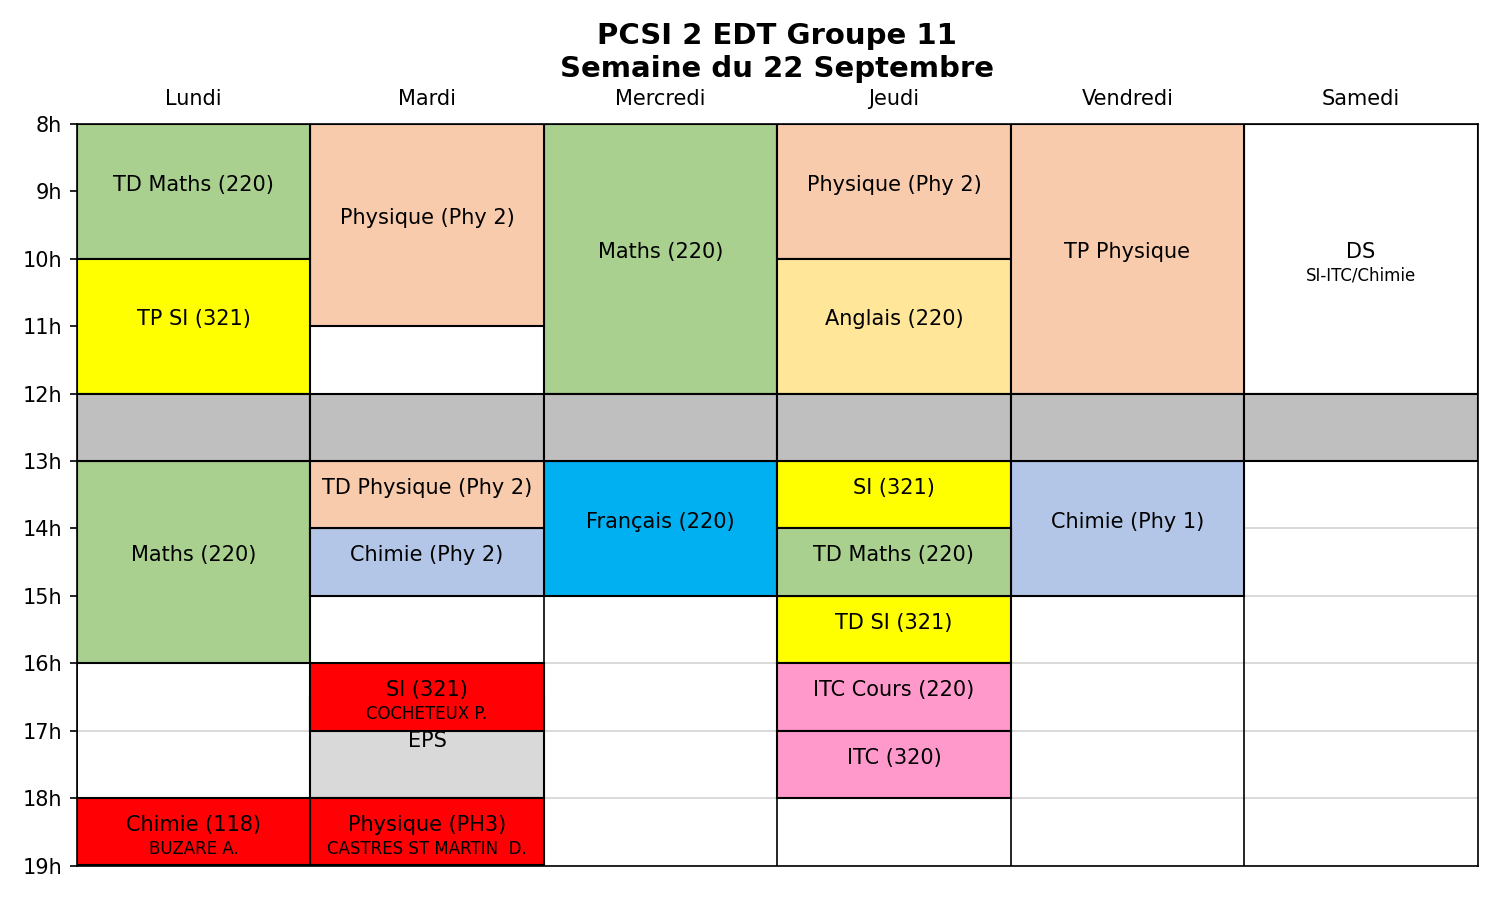 PCSI 2 EDT Groupe 11
Semaine du 22 Septembre
Lundi Mardi Mercredi Jeudi Vendredi Samedi
8h
TD Maths (220) Physique (Phy 2)
9h
Physique (Phy 2)
Maths (220) TP Physique DS
10h
SI-ITC/Chimie
TP SI (321) Anglais (220)
11h
12h
13h
TD Physique (Phy 2) SI (321)
Français (220) Chimie (Phy 1)
14h
Maths (220) Chimie (Phy 2) TD Maths (220)
15h
TD SI (321)
16h
SI (321) ITC Cours (220)
COCHETEUX P.
17h
EPS
ITC (320)
18h
Chimie (118) Physique (PH3)
BUZARE A. CASTRES ST MARTIN  D.
19h